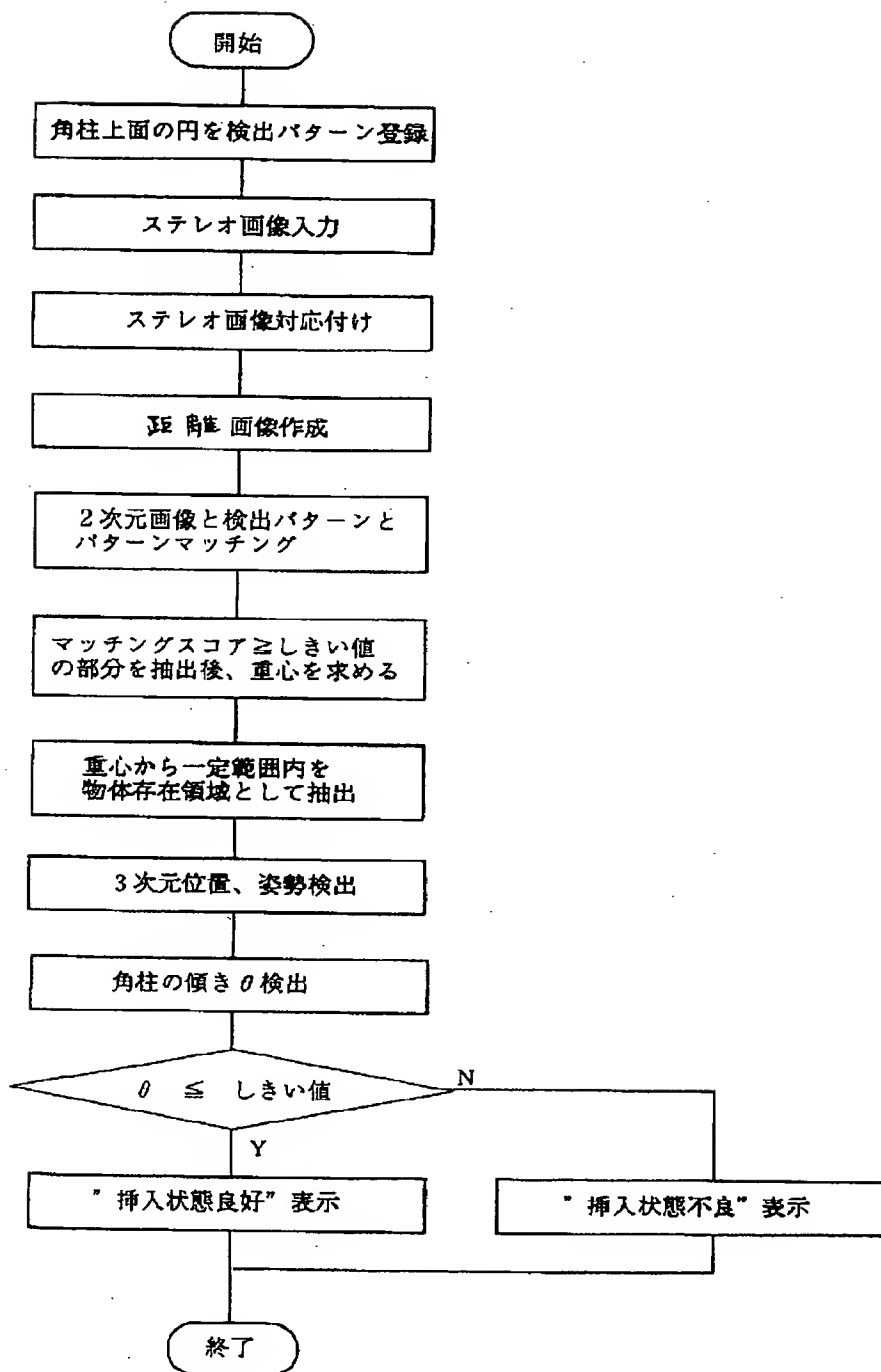 開始
角柱上面の円を検出パターン登録
ステレオ画像入力
ステレオ画像対応付け
距離画像作成
2次元画像と検出パターンと
パターンマッチング
マッチングスコア≧しきい値
の部分を抽出後、重心を求める
重心から一定範囲内を
物体存在領域として抽出
3次元位置、姿勢検出
角柱の傾きθ検出
θ ≦ しきい値
N
Y
”挿入状態良好”表示
”挿入状態不良”表示
終了